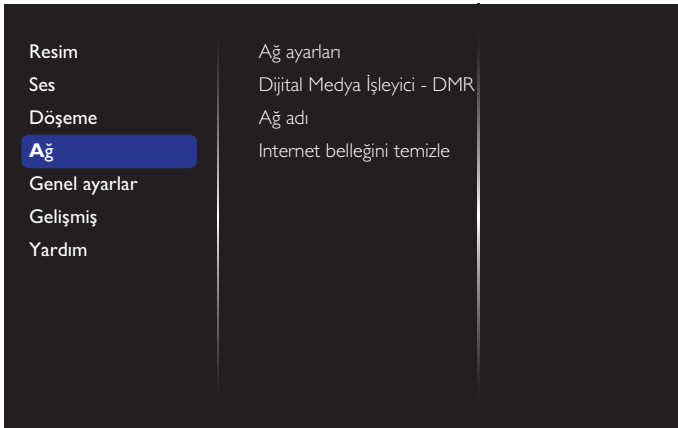 Resim
Ses
Döşeme
Ağ
Genel ayarlar
Gelişmiş
Yardım
Ağ ayarları
Dijital Medya İşleyici - DMR
Ağ adı
Internet belleğini temizle